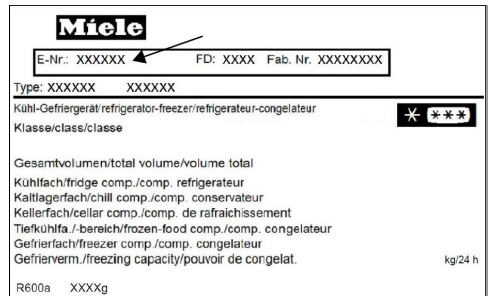 Miele
E-Nr.: XXXXXX FD: XXXX Fab. Nr. XXXXXXXX
Type: XXXXXX XXXXXX
Kühl-Gefriergerät/refrigerator-freezer/refrigerateur-congelateur
Klasse/class/classe
Gesamtvolumen/total volume/volume total
Kühlfach/fridge comp./comp. refrigerateur
Kaltlagerfach/chill comp./comp. conservateur
Kellerfach/cellar comp./comp. de rafraichissement
Tiefkühlfa./-bereich/frozen-food comp./comp. congelateur
Gefrierfach/freezer comp./comp. congelateur
Gefrierverm./freezing capacity/pouvoir de congelat. kg/24 h
R600a XXXXg